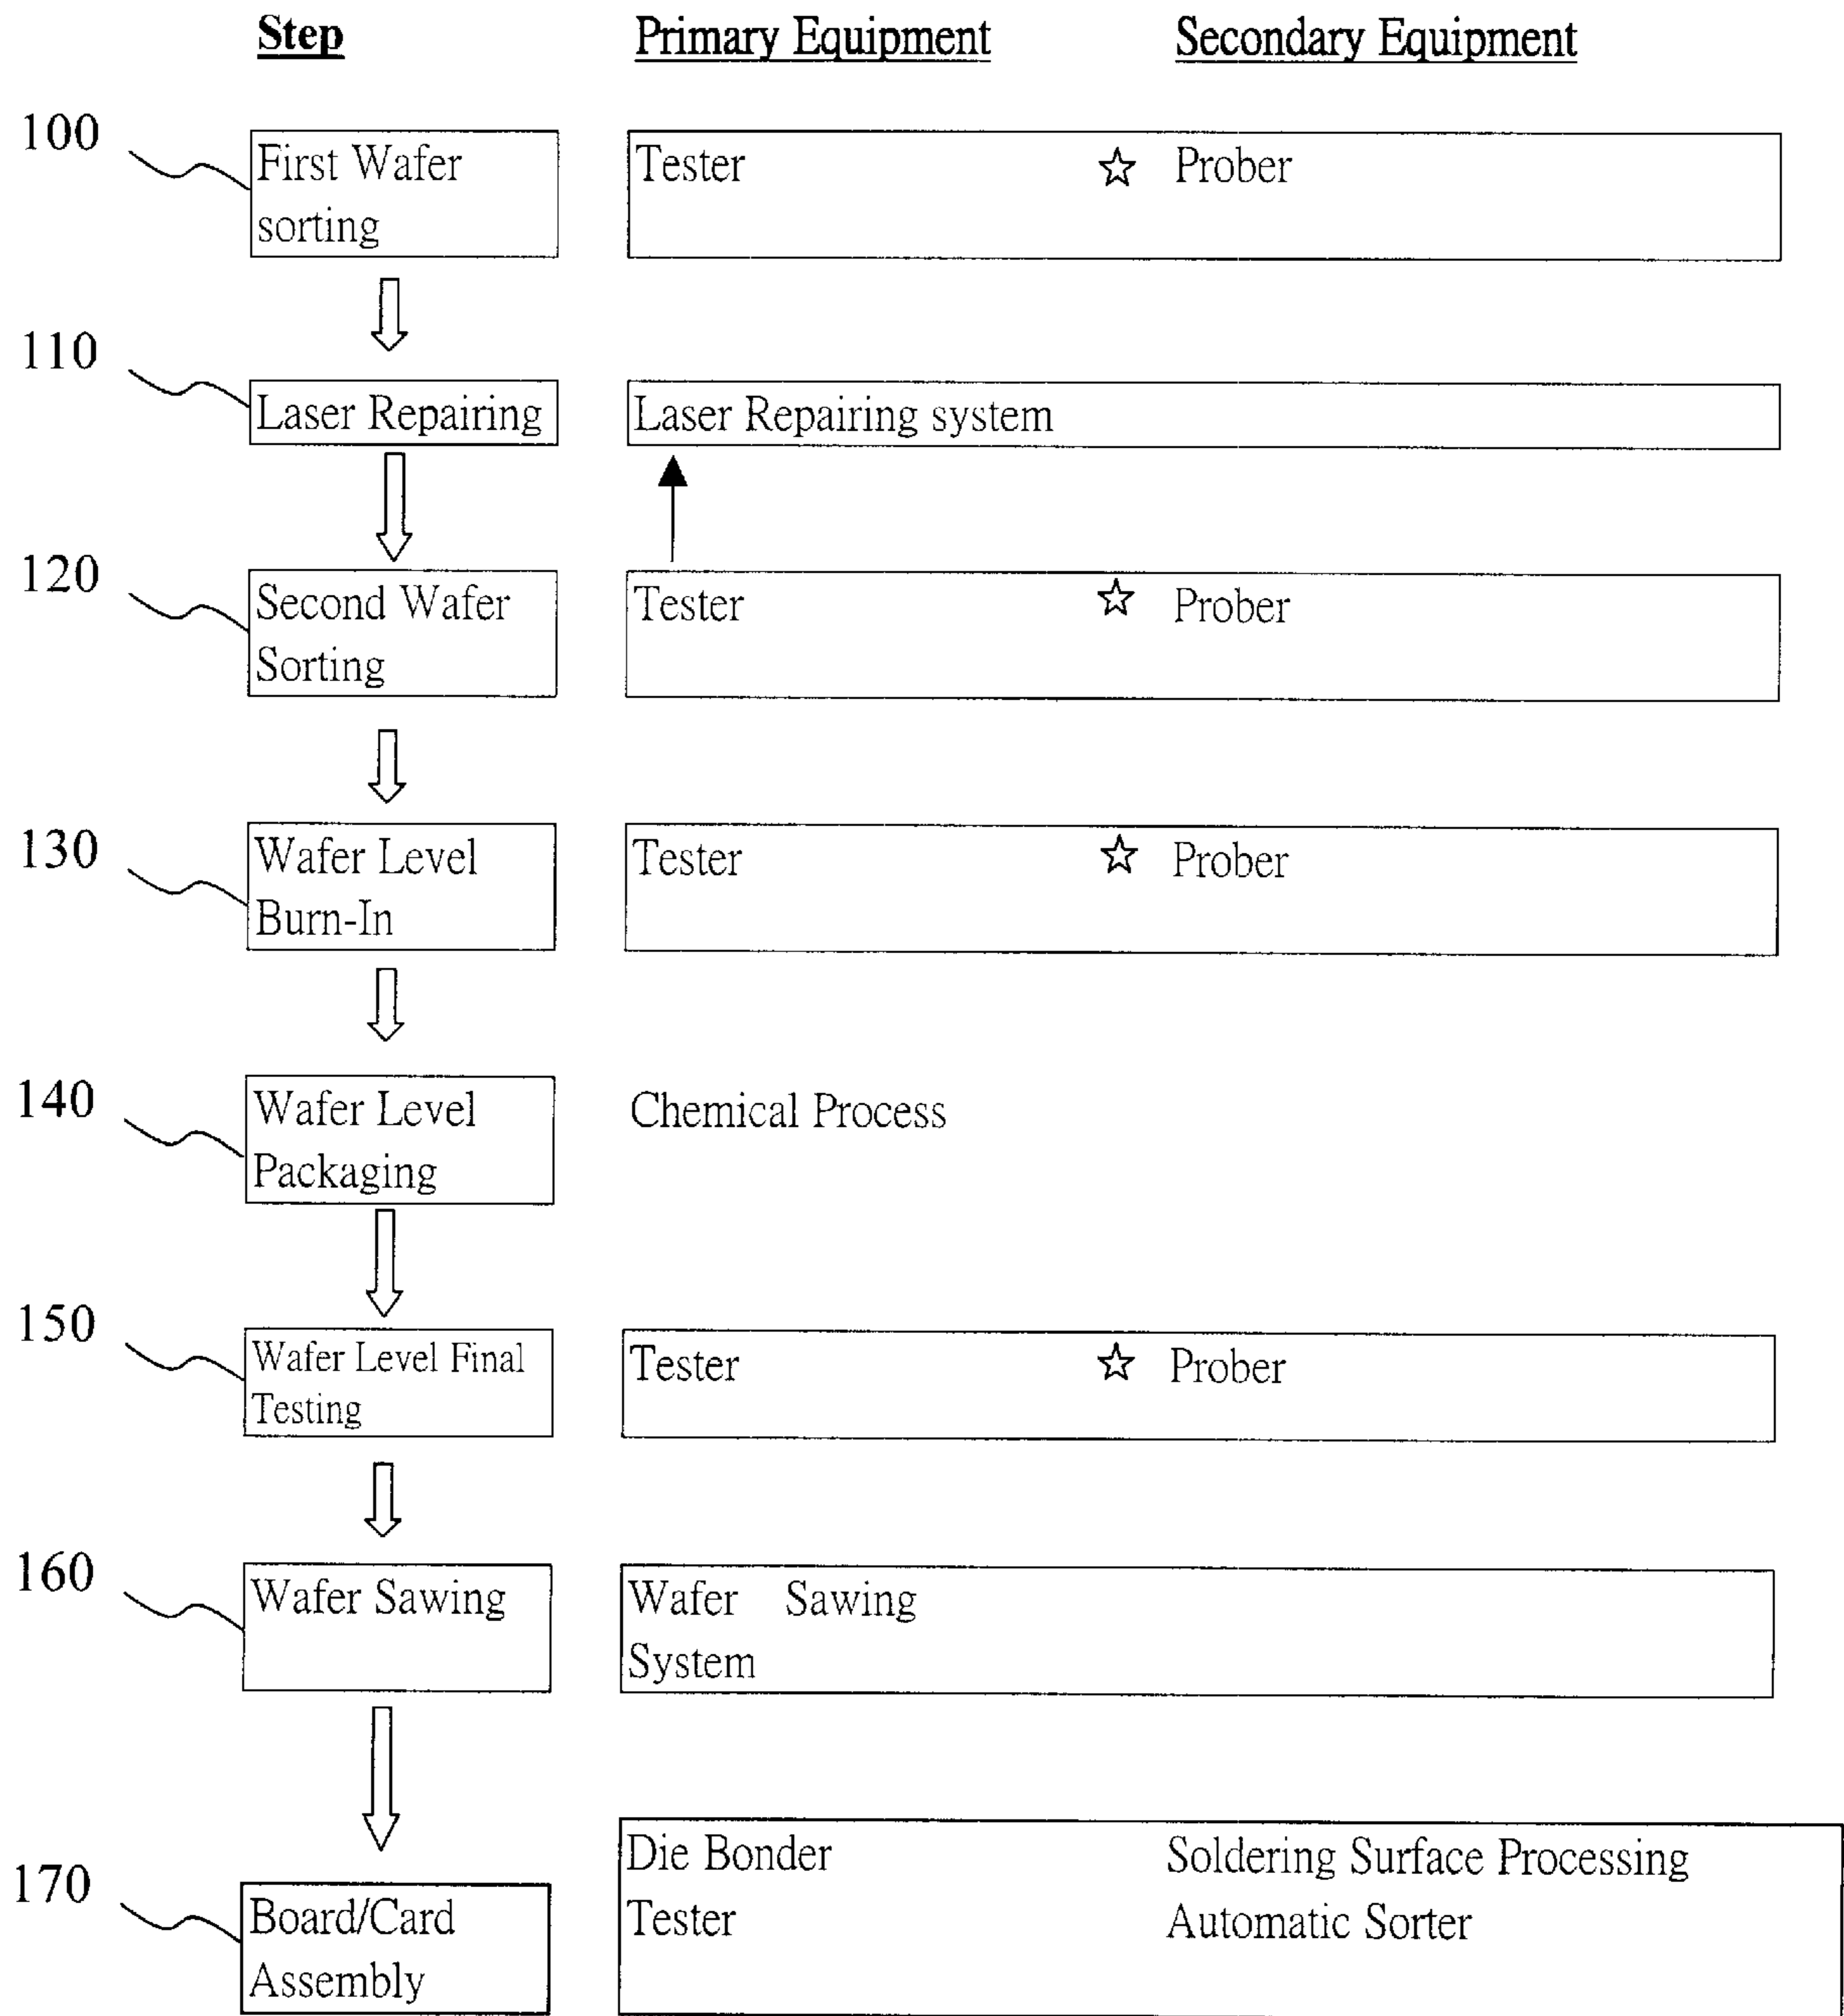 Step Primary Equipment Secondary Equipment
100
First Wafer Tester ☆ Prober
sorting
110
Laser Repairing Laser Repairing system
120
Second Wafer Tester ☆ Prober
Sorting
130
Wafer Level Tester ☆ Prober
Burn-In
140
Wafer Level Chemical Process
Packaging
150
Wafer Level Final Tester ☆ Prober
Testing
160
Wafer Sawing Wafer Sawing
System
Die Bonder Soldering Surface Processing
170
Board/Card Tester Automatic Sorter
Assembly